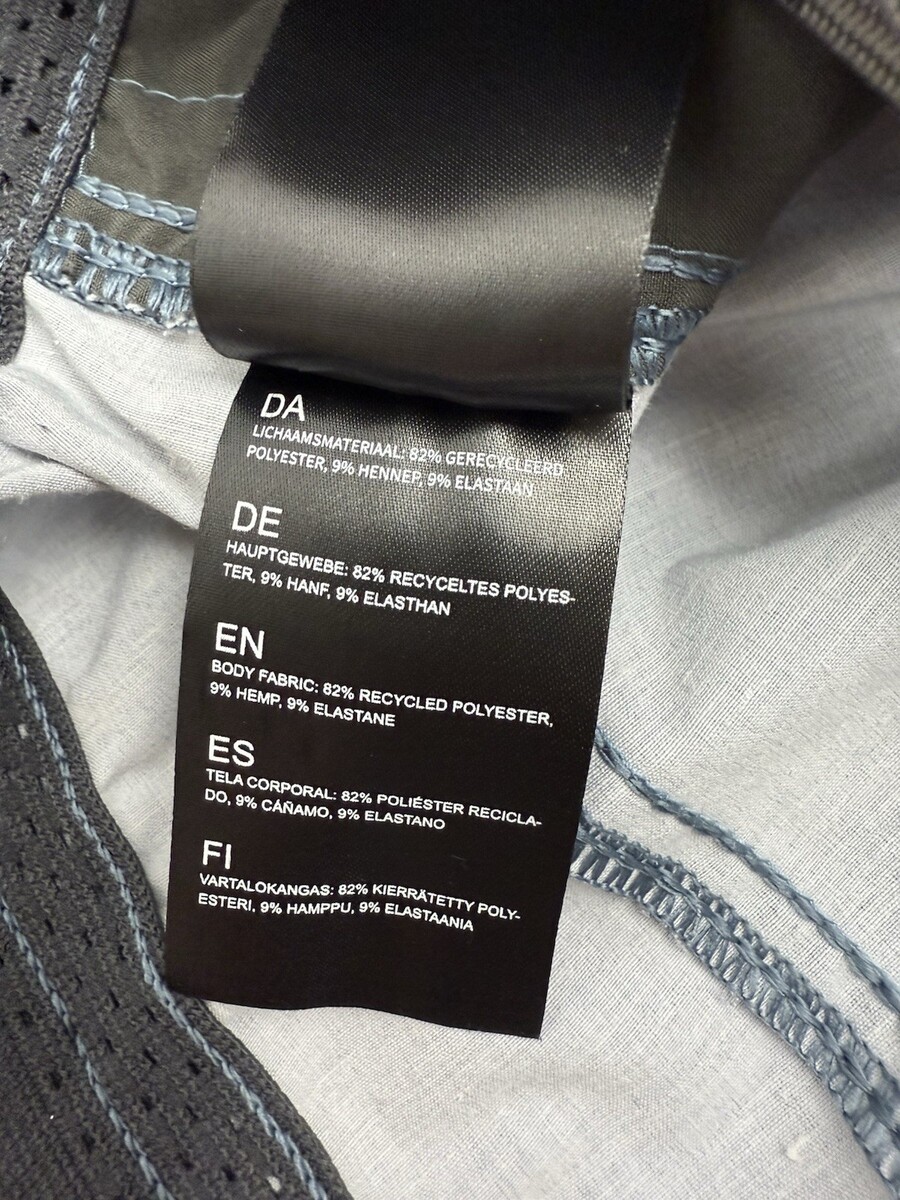 DA
LICHAAMSMATERIAAL: 82% GERECYCLEERD
POLYESTER, 9% HENNEP, 9% ELASTAAN
DE
HAUPTGEWEBE: 82% RECYCELTES POLYES-
TER, 9% HANF, 9% ELASTHAN
EN
BODY FABRIC: 82% RECYCLED POLYESTER,
9% HEMP, 9% ELASTANE
ES
TELA CORPORAL: 82% POLIÉSTER RECICLA-
DO, 9% CÁÑAMO, 9% ELASTANO
FI
VARTALOKANGAS: 82% KIERRÄTETTY POLY-
ESTERI, 9% HAMPPU, 9% ELASTAANIA